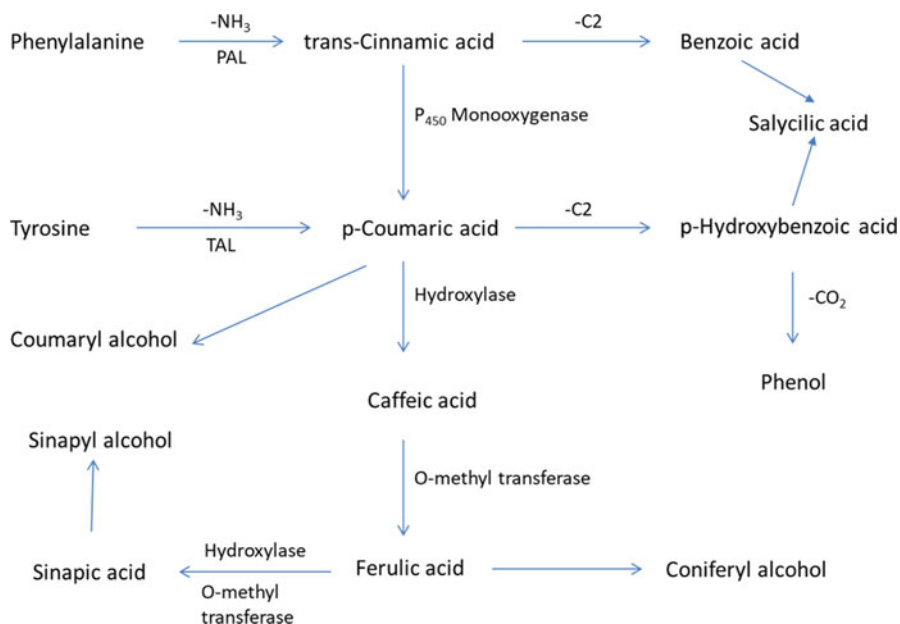 -NH₃
-C2
Phenylalanine
trans-Cinnamic acid
Benzoic acid
PAL
P₄₅₀ Monooxygenase
Salycilic acid
-NH₃
-C2
Tyrosine
p-Coumaric acid
p-Hydroxybenzoic acid
TAL
Hydroxylase
-CO₂
Coumaryl alcohol
Phenol
Caffeic acid
Sinapyl alcohol
O-methyl transferase
Hydroxylase
Sinapic acid
Ferulic acid
Coniferyl alcohol
O-methyl
transferase